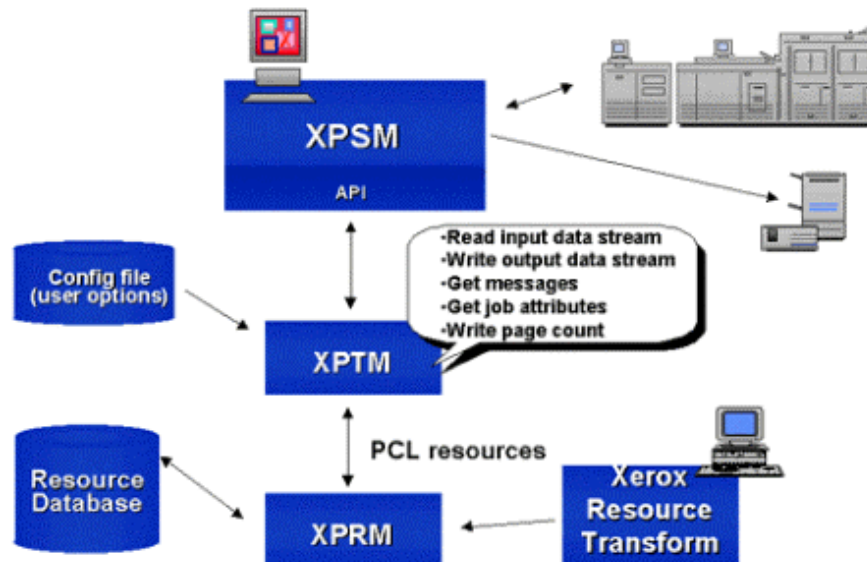 XPSM
API
•Read input data stream
•Write output data stream
•Get messages
•Get job attributes
•Write page count
Config file
(user options)
XPTM
PCL resources
Resource
Database
XPRM
Xerox
Resource
Transform